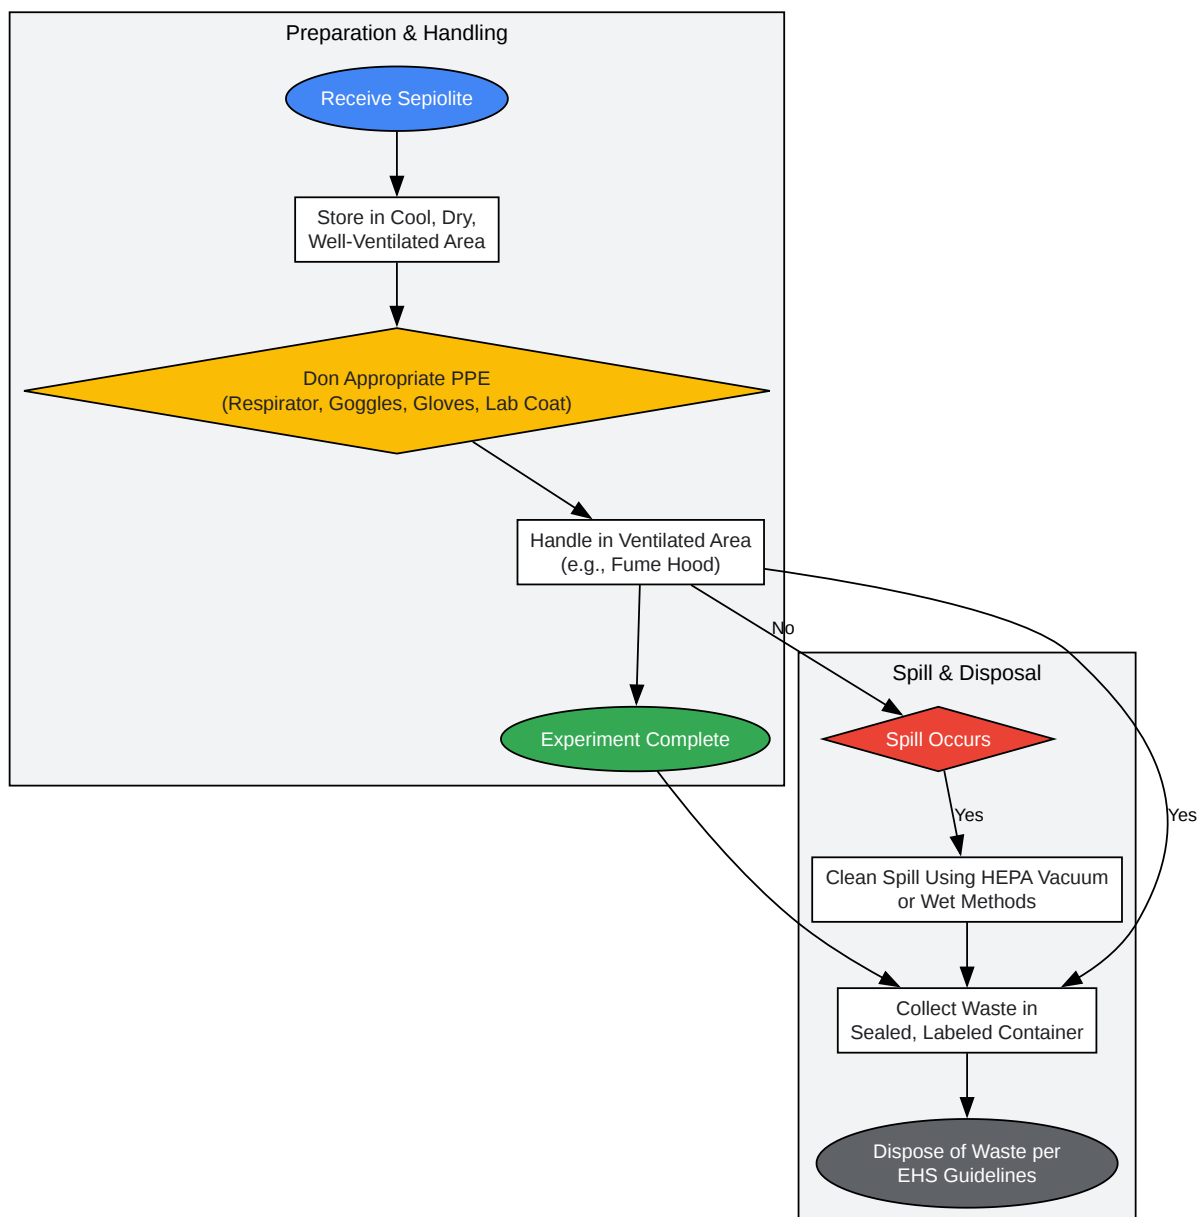 Preparation & Handling
Receive Sepiolite
Store in Cool, Dry,
Well-Ventilated Area
Don Appropriate PPE
(Respirator, Goggles, Gloves, Lab Coat)
Handle in Ventilated Area
(e.g., Fume Hood)
No
Spill & Disposal
Experiment Complete
Spill Occurs
Yes
Yes
Clean Spill Using HEPA Vacuum
or Wet Methods
Collect Waste in
Sealed, Labeled Container
Dispose of Waste per
EHS Guidelines